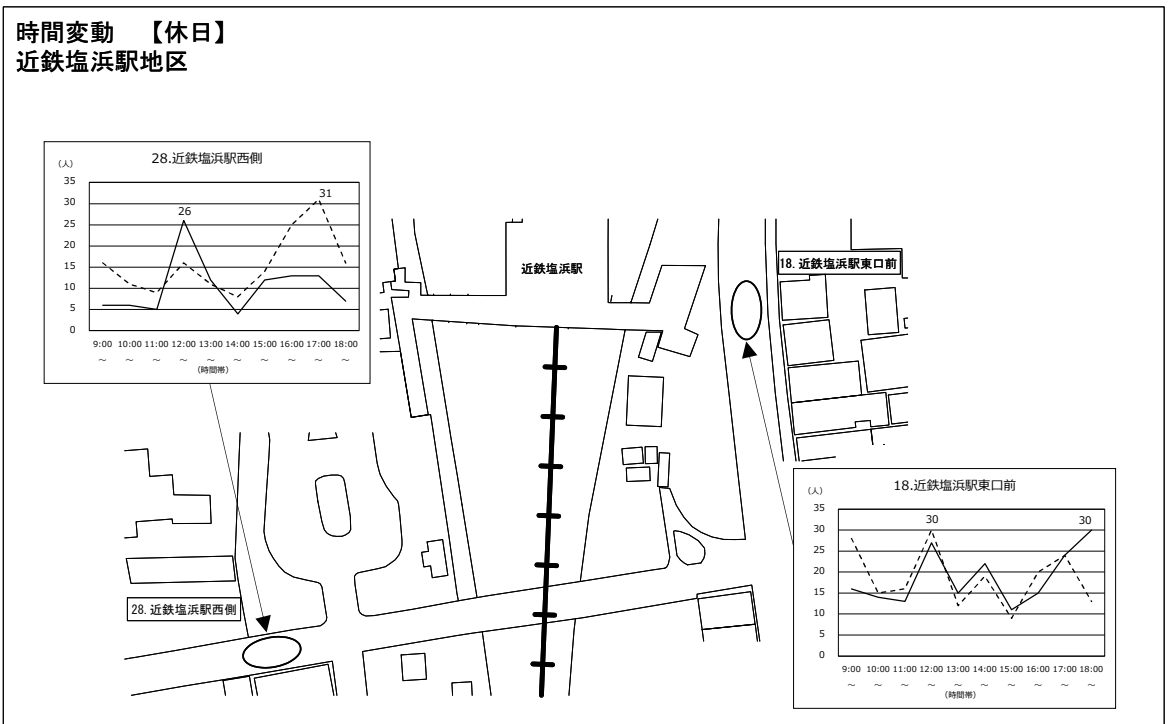 時間変動　【休日】
近鉄塩浜駅地区
28.近鉄塩浜駅西側
（人）
35
30
25
20
15
10
5
0
26
31
9:00 10:00 11:00 12:00 13:00 14:00 15:00 16:00 17:00 18:00
～ ～ ～ ～ ～ ～ ～ ～ ～ ～
（時間帯）
近鉄塩浜駅
18. 近鉄塩浜駅東口前
28. 近鉄塩浜駅西側
18.近鉄塩浜駅東口前
（人）
35
30
25
20
15
10
5
0
30
30
9:00 10:00 11:00 12:00 13:00 14:00 15:00 16:00 17:00 18:00
～ ～ ～ ～ ～ ～ ～ ～ ～ ～
（時間帯）